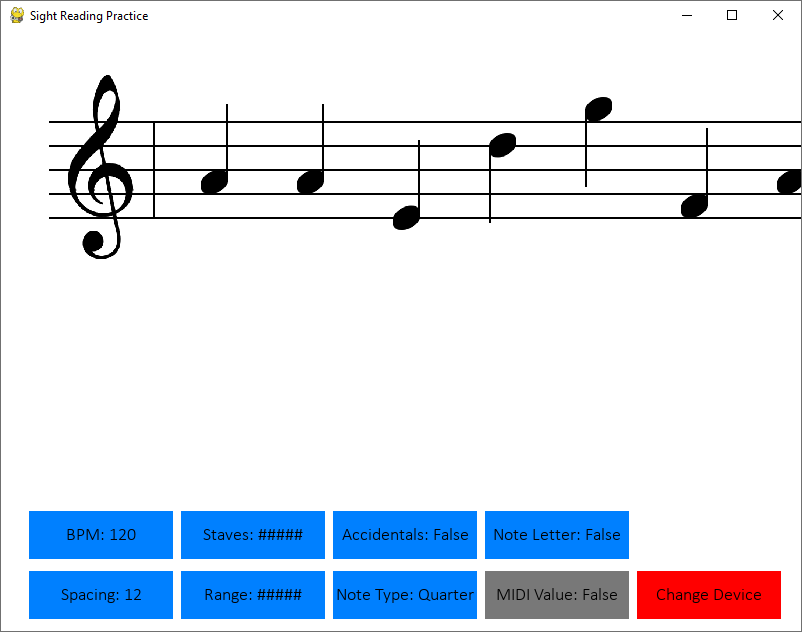 Sight Reading Practice
BPM: 120
Staves: #####
Accidentals: False
Note Letter: False
Spacing: 12
Range: #####
Note Type: Quarter
MIDI Value: False
Change Device